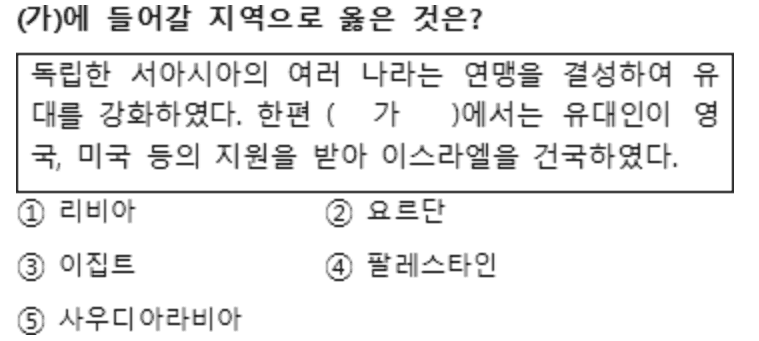 (가)에 들어갈 지역으로 옳은 것은?
독립한 서아시아의 여러 나라는 연맹을 결성하여 유
대를 강화하였다. 한편 ( 가 )에서는 유대인이 영
국, 미국 등의 지원을 받아 이스라엘을 건국하였다.
① 리비아 ② 요르단
③ 이집트 ④ 팔레스타인
⑤ 사우디아라비아